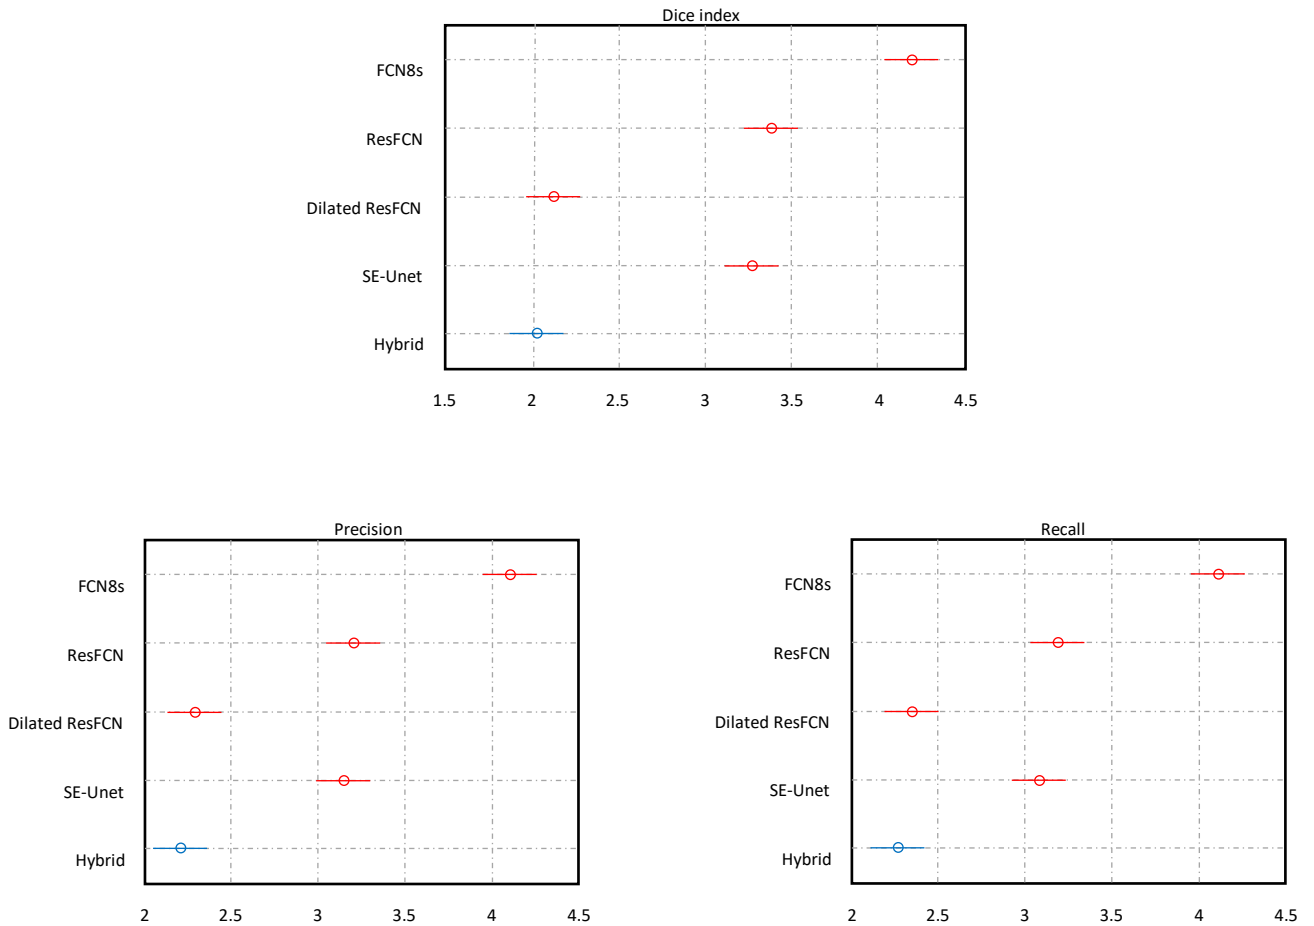 Dice index
FCN8s
ResFCN
Dilated ResFCN
SE-Unet
Hybrid
1.5 2 2.5 3 3.5 4 4.5
Precision
FCN8s
ResFCN
Dilated ResFCN
SE-Unet
Hybrid
2 2.5 3 3.5 4 4.5
Recall
FCN8s
ResFCN
Dilated ResFCN
SE-Unet
Hybrid
2 2.5 3 3.5 4 4.5